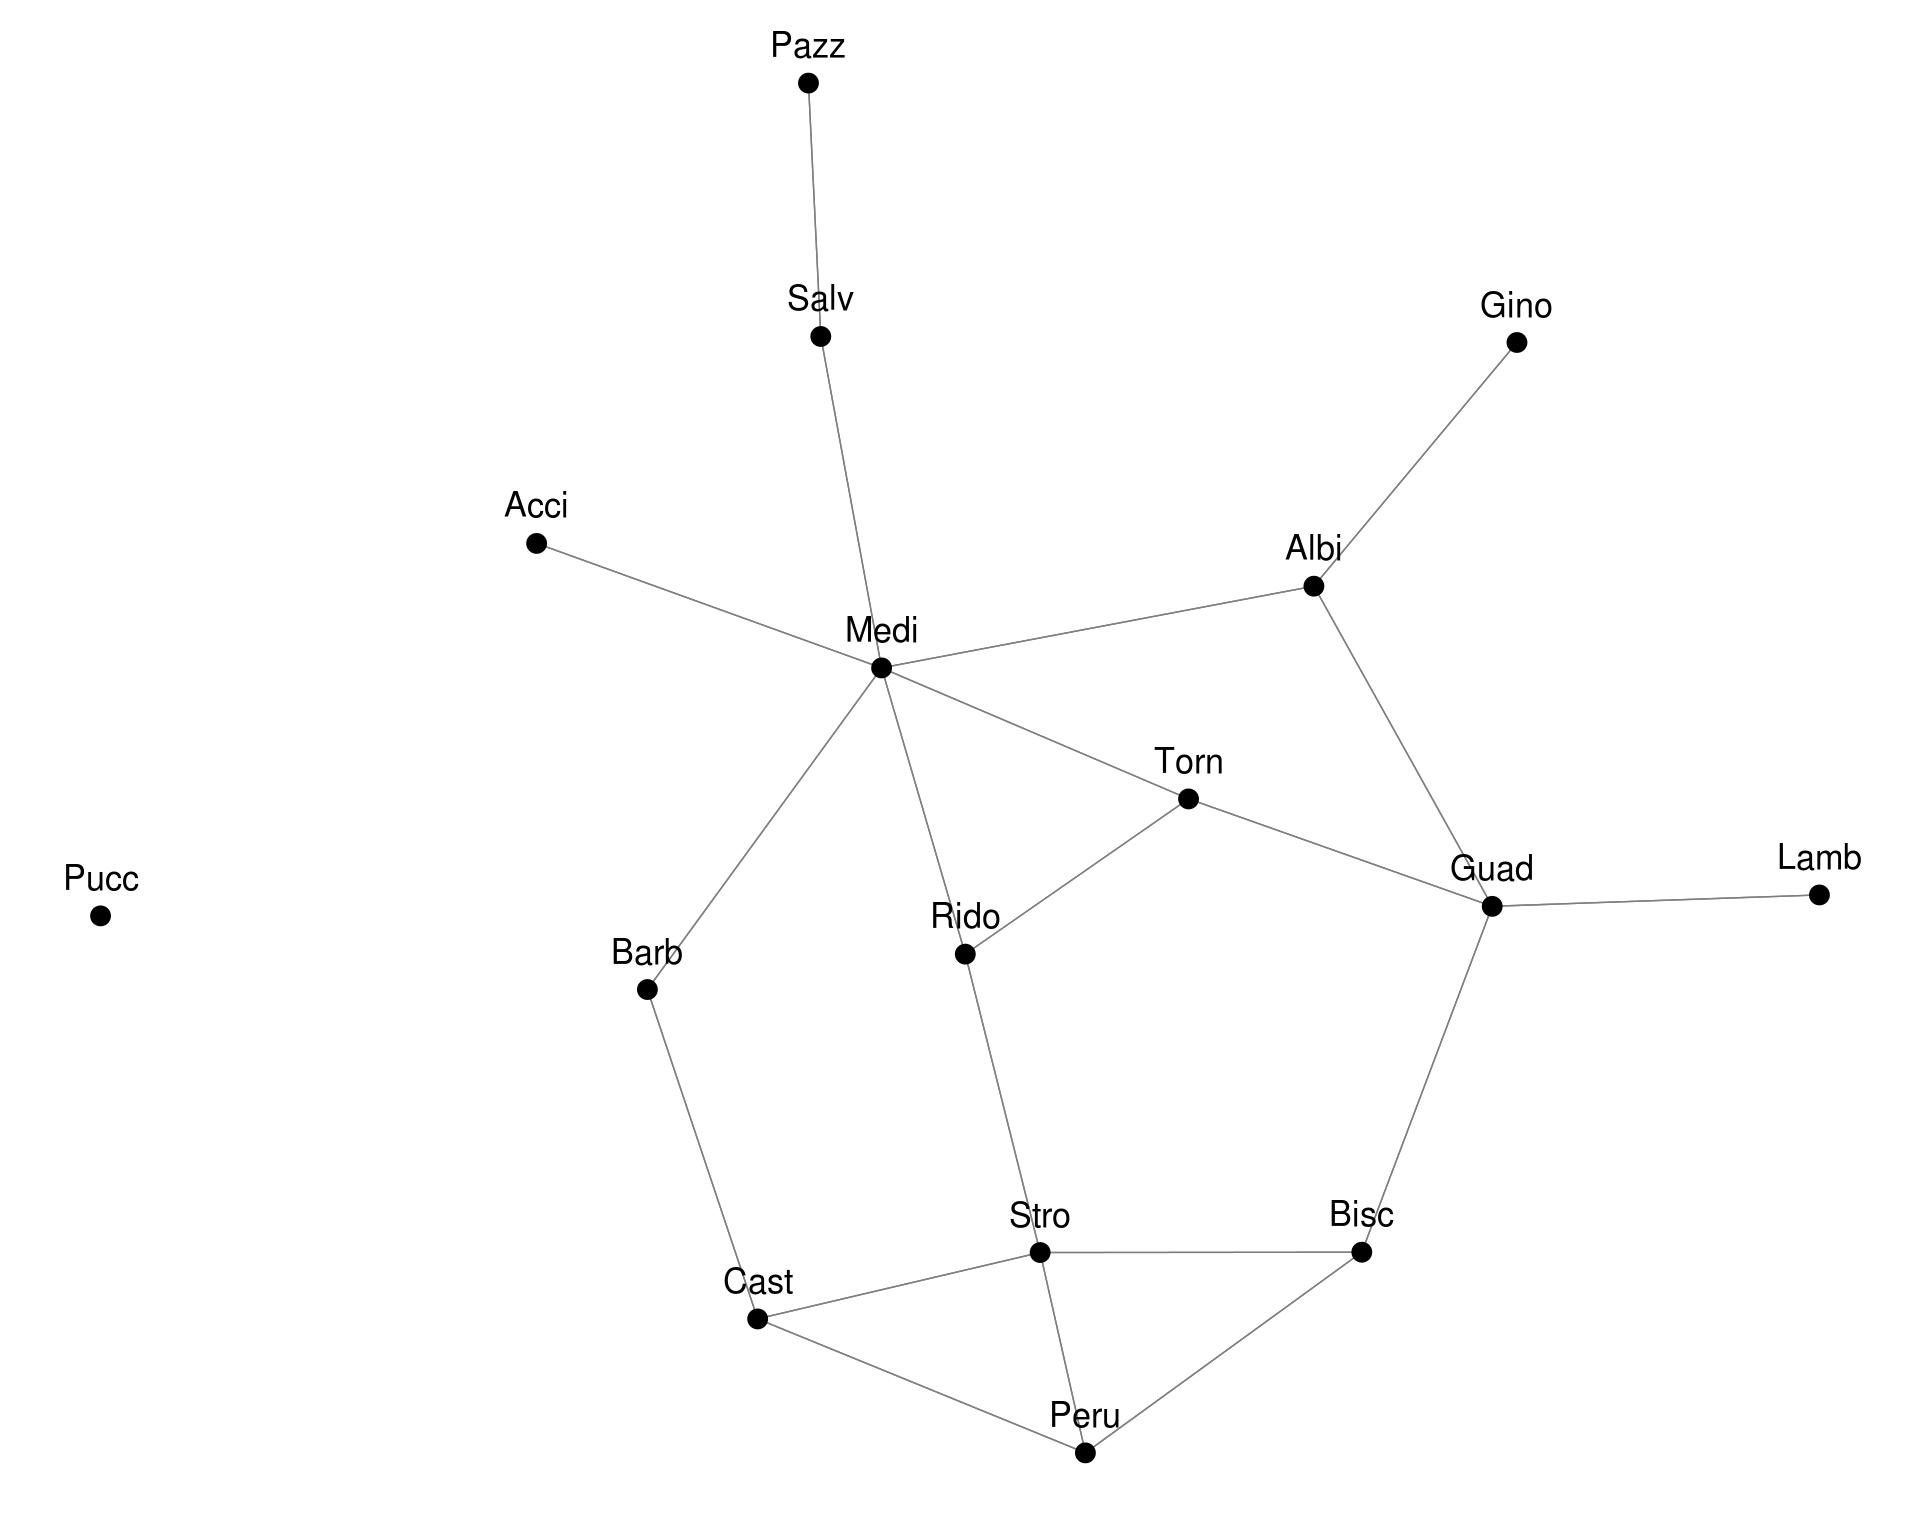 Pazz
Salv
Gino
Acci
Albi
Medi
Torn
Lamb
Guad
Pucc
Rido
Barb
Bisc
Stro
Cast
Peru